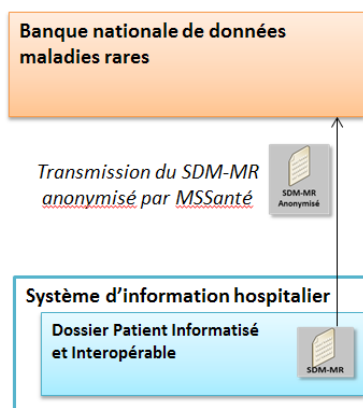 Banque nationale de données
maladies rares
Transmission du SDM-MR
anonymisé par MSSanté
SDM-MR
Anonymisé
Système d'information hospitalier
Dossier Patient Informatisé
et Interopérable
SDM-MR